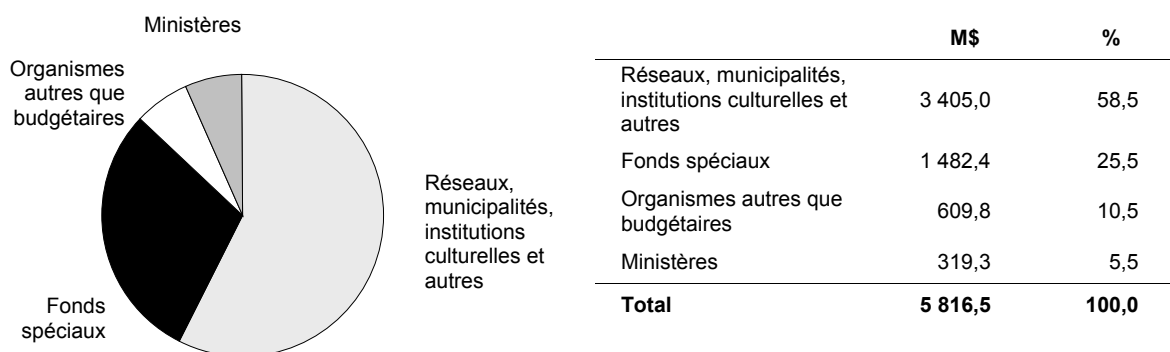 Ministères
Organismes
autres que
budgétaires
Réseaux,
municipalités,
institutions
culturelles et
autres
Fonds
spéciaux
M$ %
Réseaux, municipalités,
institutions culturelles et
autres 3 405,0 58,5
Fonds spéciaux 1 482,4 25,5
Organismes autres que
budgétaires 609,8 10,5
Ministères 319,3 5,5
Total 5 816,5 100,0